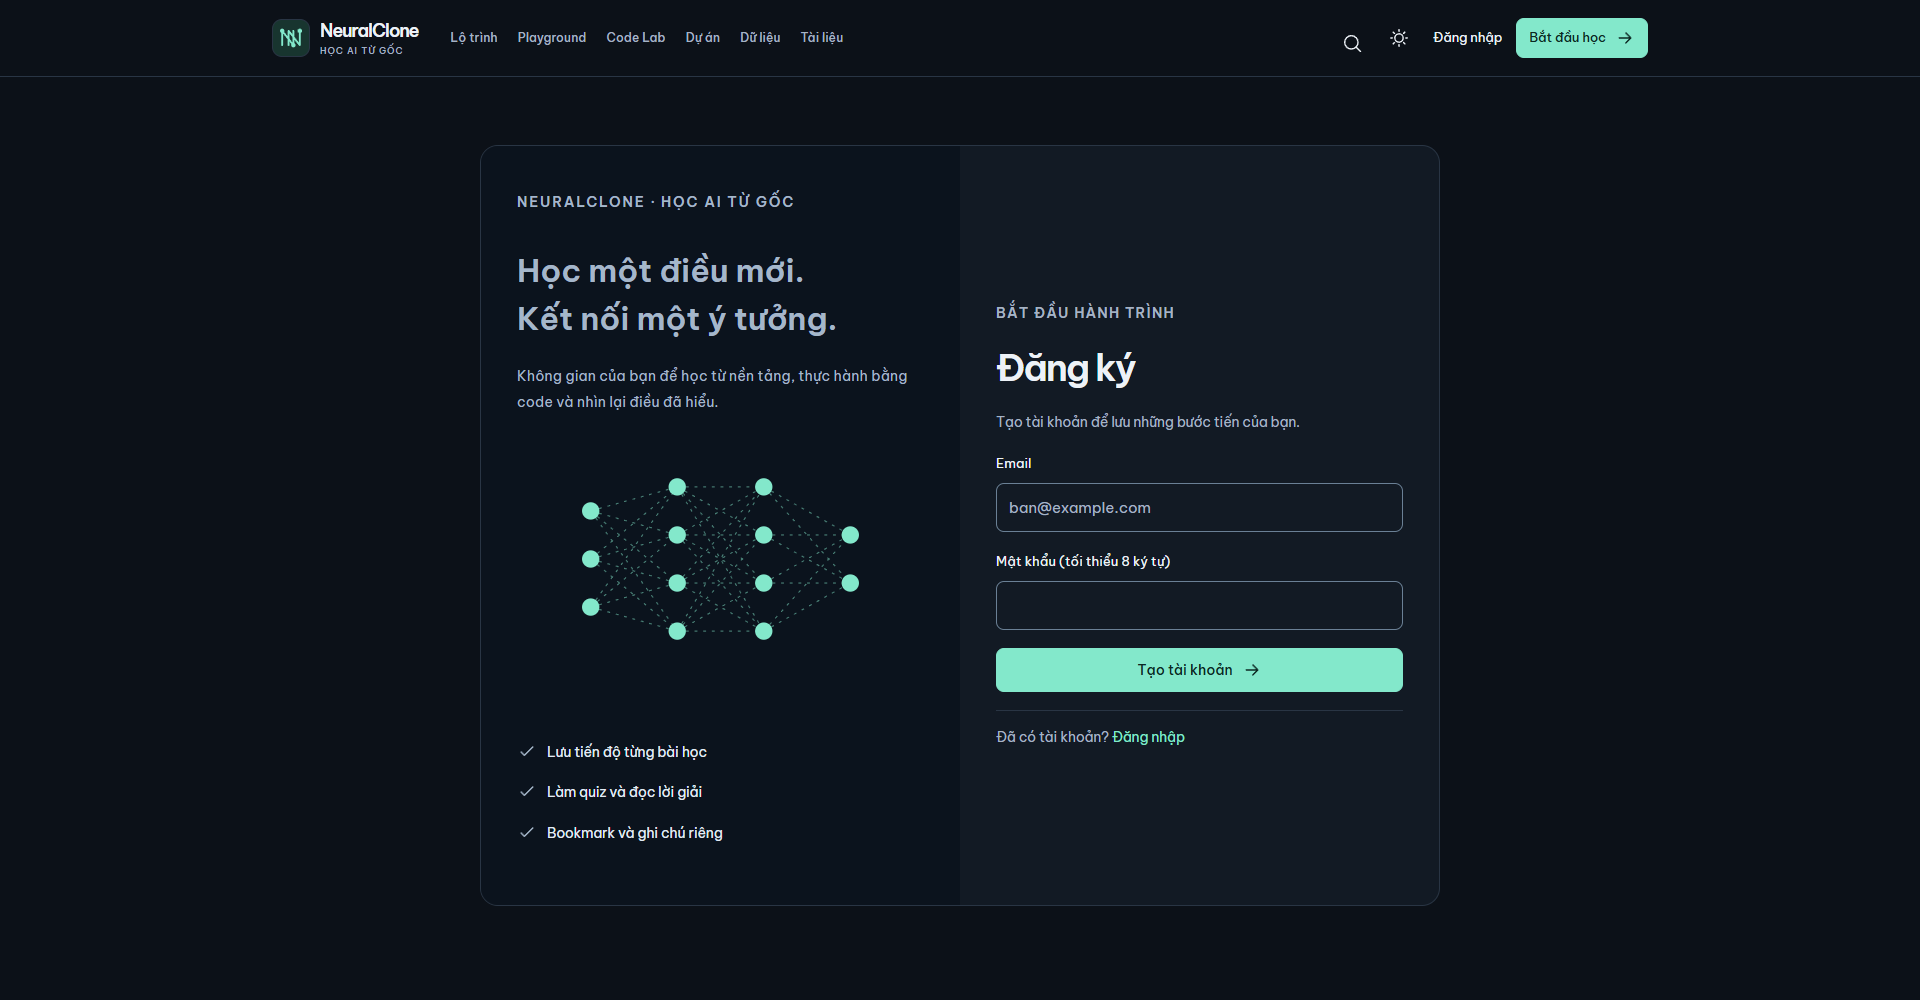 NeuralClone
HỌC AI TỪ GỐC
Lộ trình
Playground
Code Lab
Dự án
Dữ liệu
Tài liệu
Đăng nhập
Bắt đầu học
NEURALCLONE · HỌC AI TỪ GỐC
Học một điều mới.
Kết nối một ý tưởng.
Không gian của bạn để học từ nền tảng, thực hành bằng
code và nhìn lại điều đã hiểu.
Lưu tiến độ từng bài học
Làm quiz và đọc lời giải
Bookmark và ghi chú riêng
BẮT ĐẦU HÀNH TRÌNH
Đăng ký
Tạo tài khoản để lưu những bước tiến của bạn.
Email
ban@example.com
Mật khẩu (tối thiểu 8 ký tự)
Tạo tài khoản
Đã có tài khoản? Đăng nhập